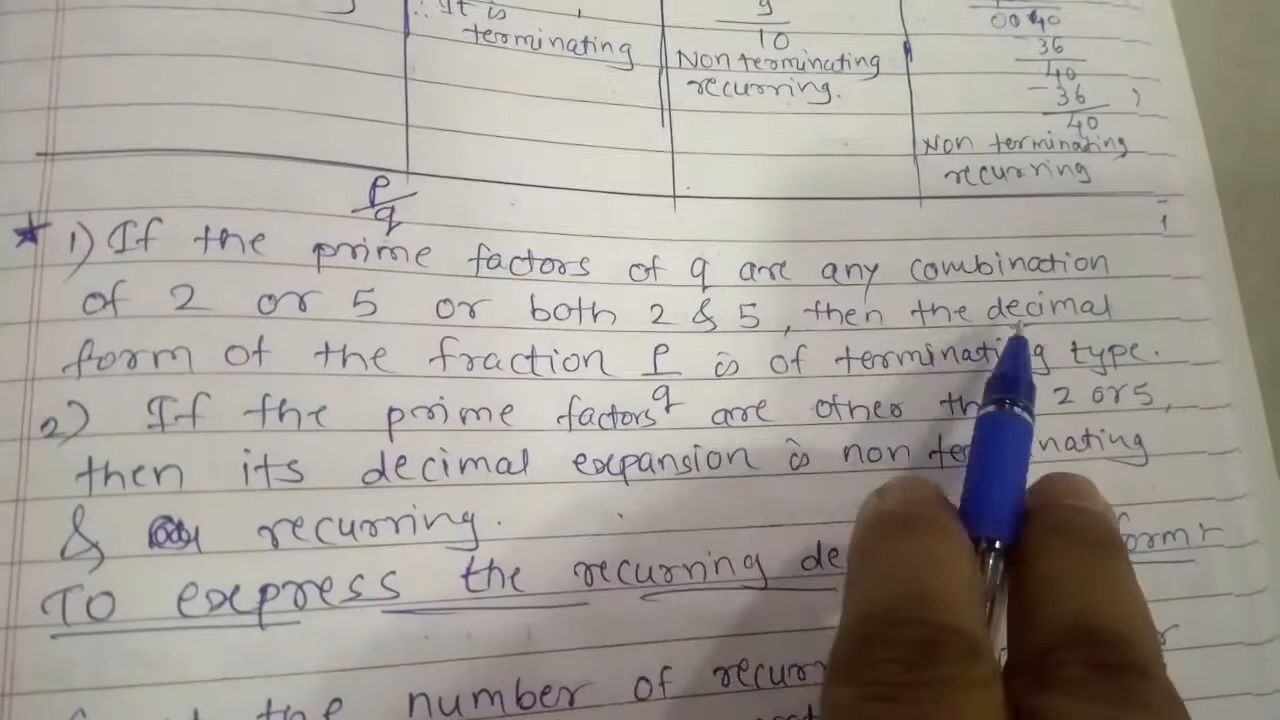 ∴ It is
terminating
9
10
Non terminating
recurring.
0040
36
40
-36
40
Non terminating
recurring
p/q
★ 1) If the prime factors of q are any combination
of 2 or 5 or both 2 & 5, then the decimal
form of the fraction p/q is of terminating type.
2) If the prime factors are other 2 or 5,
then its decimal expansion is non terminating
& recurring.
To express the recurring
the number of